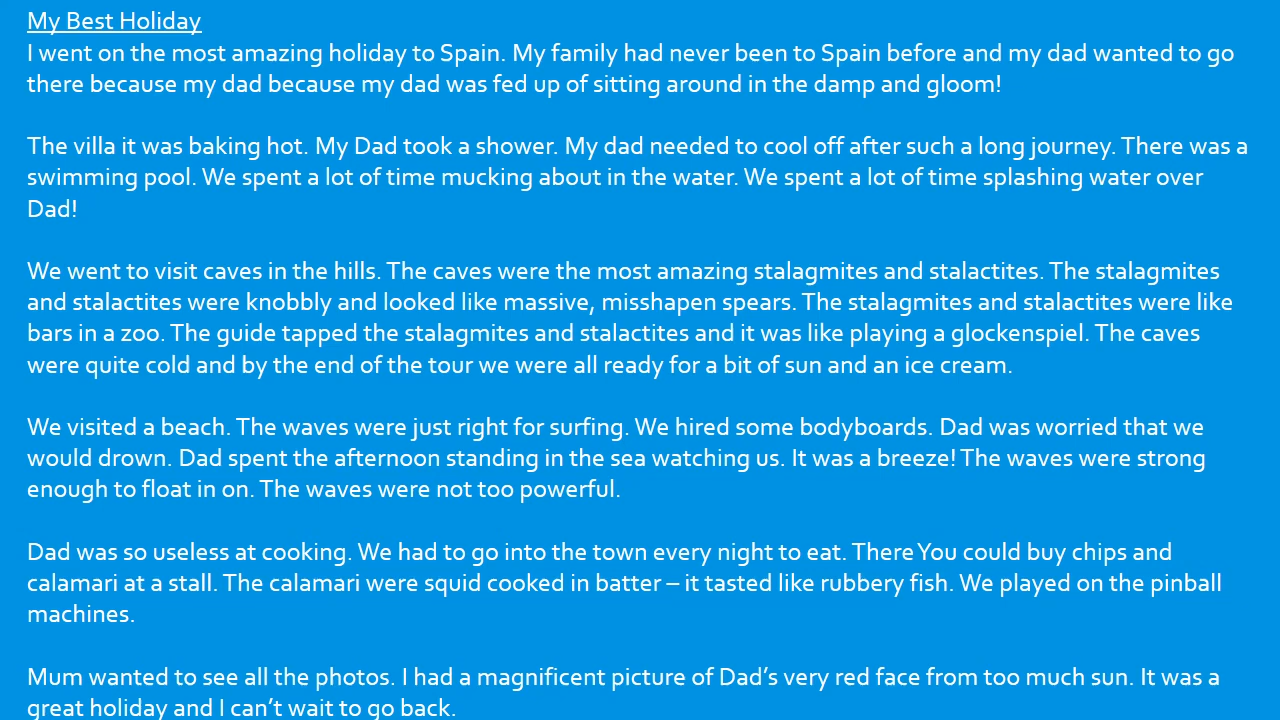 My Best Holiday
I went on the most amazing holiday to Spain. My family had never been to Spain before and my dad wanted to go
there because my dad because my dad was fed up of sitting around in the damp and gloom!
The villa it was baking hot. My Dad took a shower. My dad needed to cool off after such a long journey. There was a
swimming pool. We spent a lot of time mucking about in the water. We spent a lot of time splashing water over
Dad!
We went to visit caves in the hills. The caves were the most amazing stalagmites and stalactites. The stalagmites
and stalactites were knobbly and looked like massive, misshapen spears. The stalagmites and stalactites were like
bars in a zoo. The guide tapped the stalagmites and stalactites and it was like playing a glockenspiel. The caves
were quite cold and by the end of the tour we were all ready for a bit of sun and an ice cream.
We visited a beach. The waves were just right for surfing. We hired some bodyboards. Dad was worried that we
would drown. Dad spent the afternoon standing in the sea watching us. It was a breeze! The waves were strong
enough to float in on. The waves were not too powerful.
Dad was so useless at cooking. We had to go into the town every night to eat. There You could buy chips and
calamari at a stall. The calamari were squid cooked in batter – it tasted like rubbery fish. We played on the pinball
machines.
Mum wanted to see all the photos. I had a magnificent picture of Dad’s very red face from too much sun. It was a
great holiday and I can’t wait to go back.